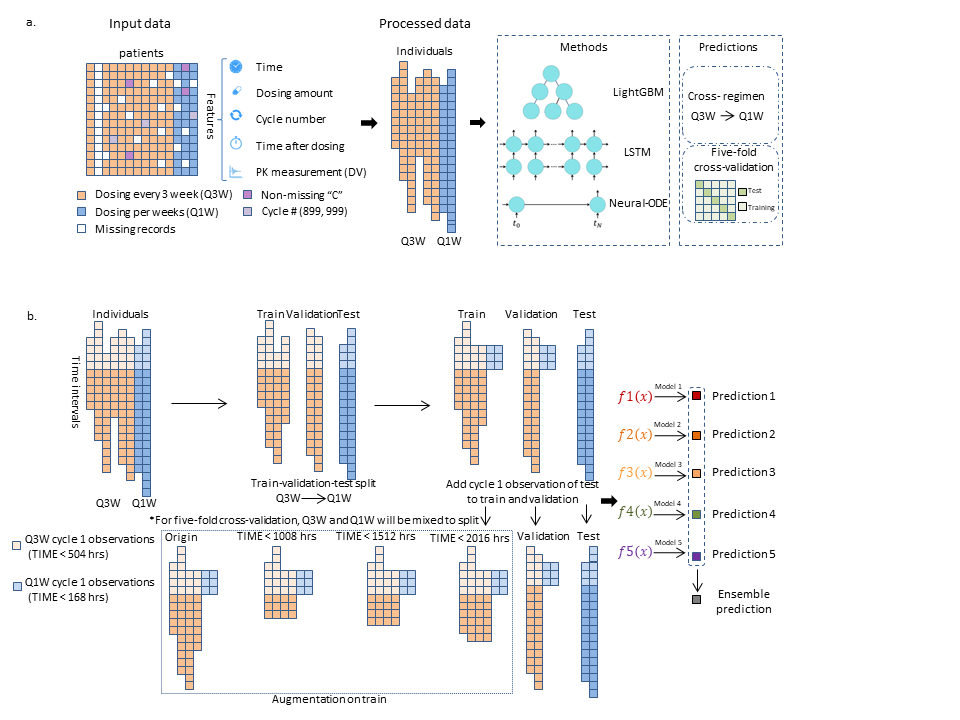 a.
Input data
Processed data
patients
Features
Time
Dosing amount
Cycle number
Time after dosing
PK measurement (DV)
Dosing every 3 week (Q3W)
Dosing per weeks (Q1W)
Missing records
Non-missing "C"
Cycle # (899, 999)
Individuals
Q3W Q1W
Methods
LightGBM
LSTM
Neural-ODE
t0 tN
Predictions
Cross- regimen
Q3W → Q1W
Five-fold
cross-validation
Test
Training
b.
Individuals
Time intervals
Q3W Q1W
Train Validation Test
Train-validation-test split
Q3W → Q1W
Train Validation Test
Add cycle 1 observation of test
to train and validation
*For five-fold cross-validation, Q3W and Q1W will be mixed to split
Q3W cycle 1 observations
(TIME < 504 hrs)
Q1W cycle 1 observations
(TIME < 168 hrs)
Origin TIME < 1008 hrs TIME < 1512 hrs TIME < 2016 hrs Validation Test
Augmentation on train
f1(x) Model 1 Prediction 1
f2(x) Model 2 Prediction 2
f3(x) Model 3 Prediction 3
f4(x) Model 4 Prediction 4
f5(x) Model 5 Prediction 5
Ensemble
prediction